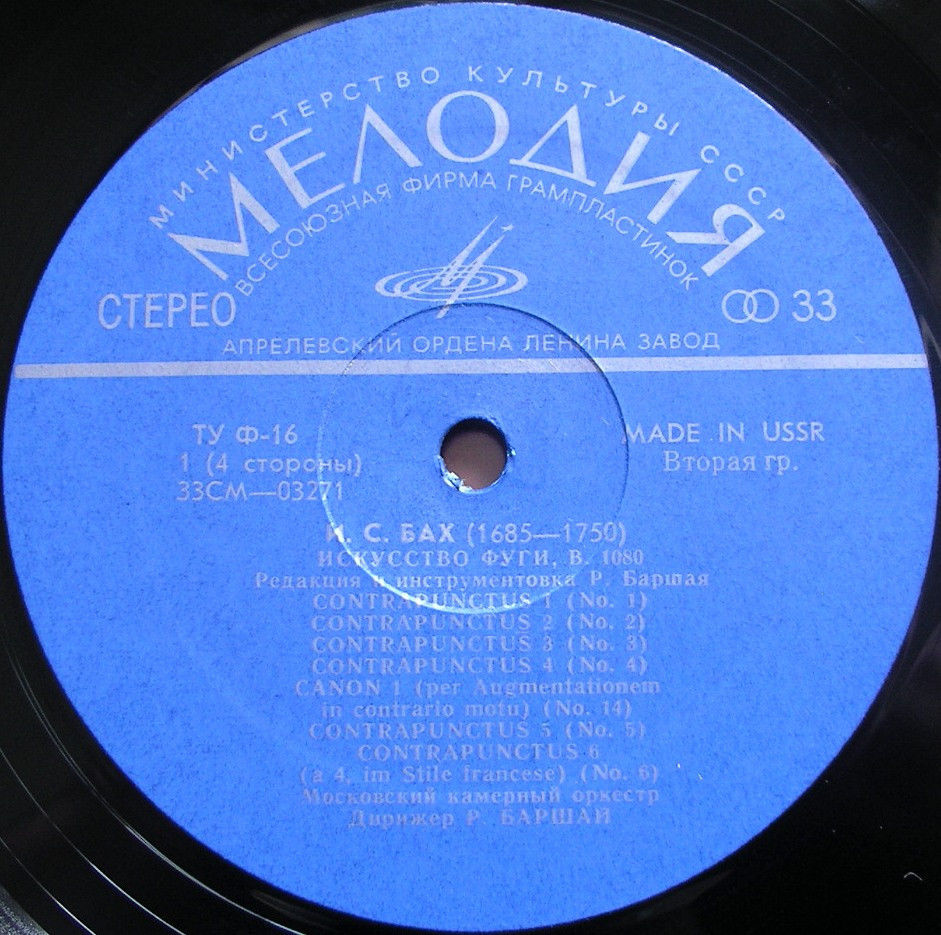 МИНИСТЕРСТВО КУЛЬТУРЫ СССР
МЕЛОДИЯ
ВСЕСОЮЗНАЯ ФИРМА ГРАМПЛАСТИНОК
СТЕРЕО
33
АПРЕЛЕВСКИЙ ОРДЕНА ЛЕНИНА ЗАВОД
ТУ Ф-16
MADE IN USSR
1 (4 стороны)
Вторая гр.
33СМ—03271
И. С. БАХ (1685—1750)
ИСКУССТВО ФУГИ, В. 1080
Редакция и инструментовка Р. Баршая
CONTRAPUNCTUS 1 (No. 1)
CONTRAPUNCTUS 2 (No. 2)
CONTRAPUNCTUS 3 (No. 3)
CONTRAPUNCTUS 4 (No. 4)
CANON 1 (per Augmentationem
in contrario motu) (No. 14)
CONTRAPUNCTUS 5 (No. 5)
CONTRAPUNCTUS 6
(a 4, im Stile francese) (No. 6)
Московский камерный оркестр
Дирижер Р. БАРШАЙ